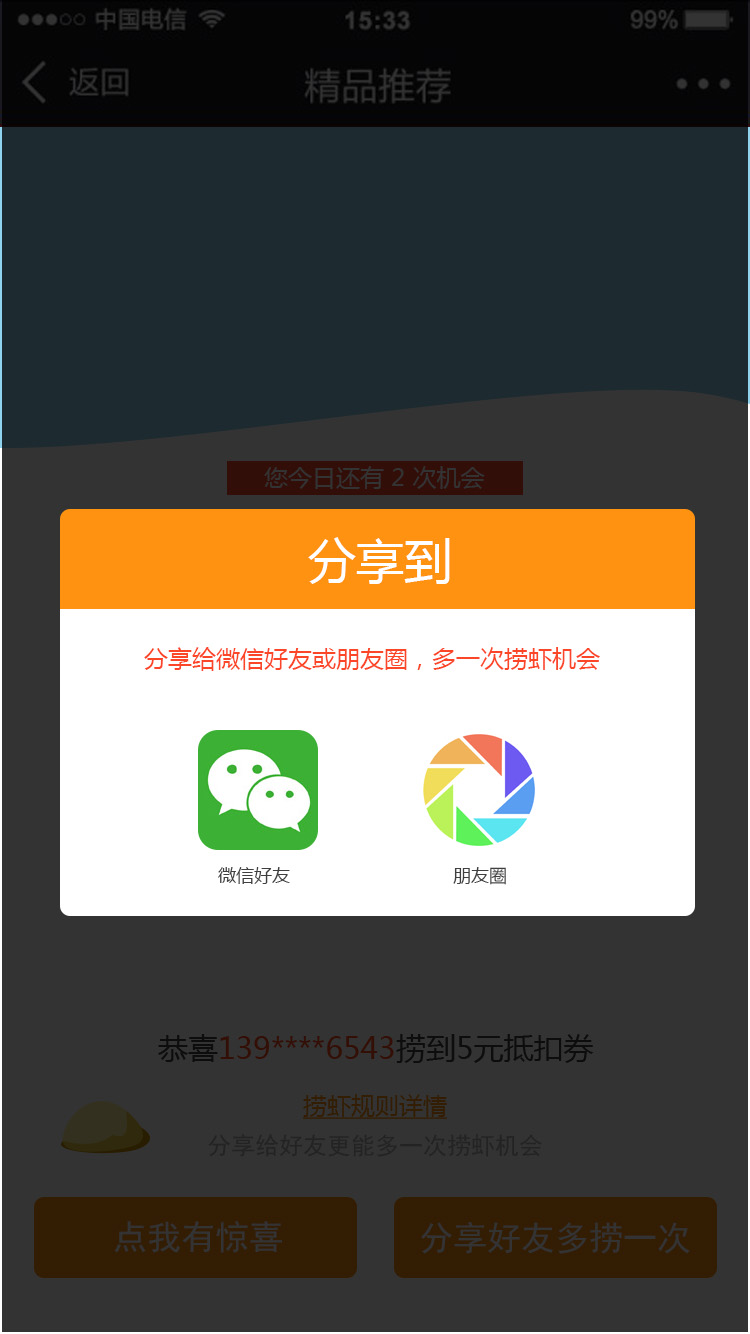 中国电信 15:33 99%
返回 精品推荐
您今日还有 2 次机会
分享到
分享给微信好友或朋友圈，多一次捞虾机会
微信好友 朋友圈
恭喜139****6543捞到5元抵扣券
捞虾规则详情
分享给好友更能多一次捞虾机会
点我有惊喜 分享好友多捞一次